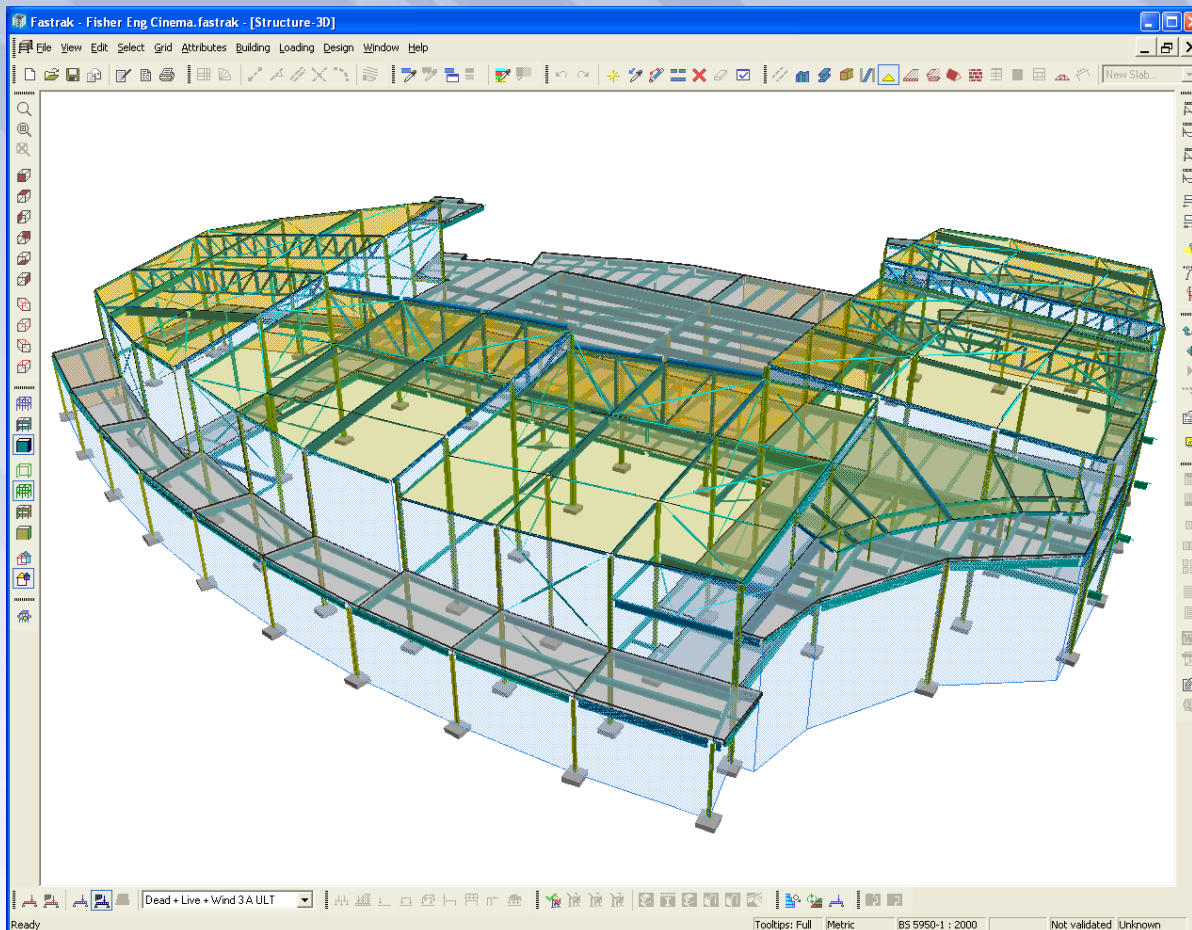 Fastrak - Fisher Eng Cinema.fastrak - [Structure-3D]
File View Edit Select Grid Attributes Building Loading Design Window Help
New Slab...
Dead + Live + Wind 3 A ULT
Ready Tooltips: Full Metric BS 5950-1 : 2000 Not validated Unknown